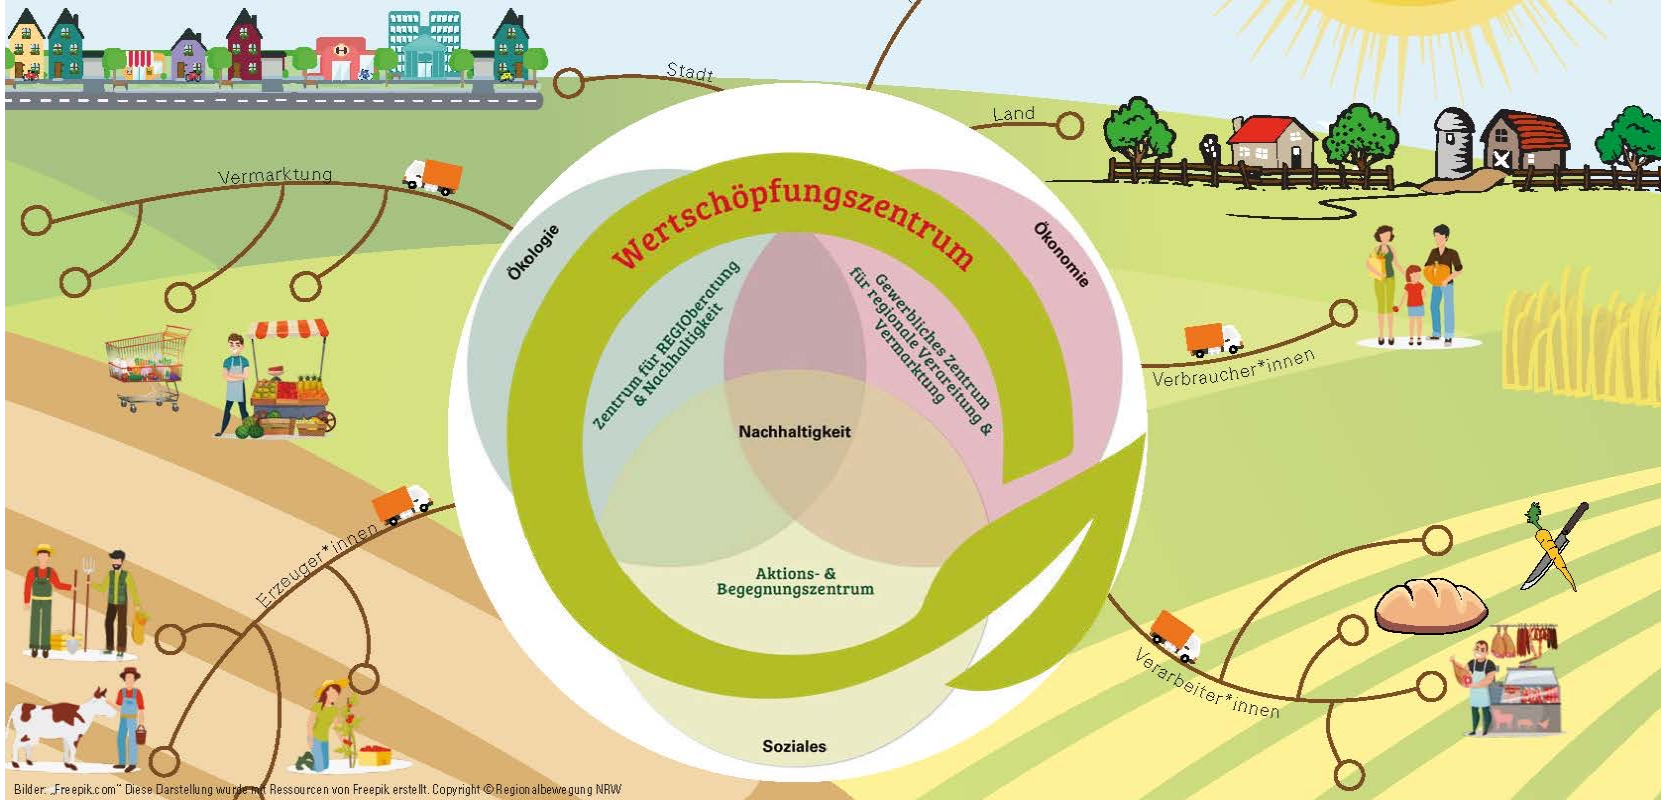 Stadt
Land
Vermarktung
Wertschöpfungszentrum
Ökologie
Ökonomie
Zentrum für REGIOberatung
& Nachhaltigkeit
Gewerbliches Zentrum
für regionale Verareitung &
Vermarktung
Verbraucher*innen
Nachhaltigkeit
Erzeuger*innen
Aktions- &
Begegnungszentrum
Verarbeiter*innen
Soziales
Bilder: „Freepik.com“ Diese Darstellung wurde mit Ressourcen von Freepik erstellt. Copyright © Regionalbewegung NRW